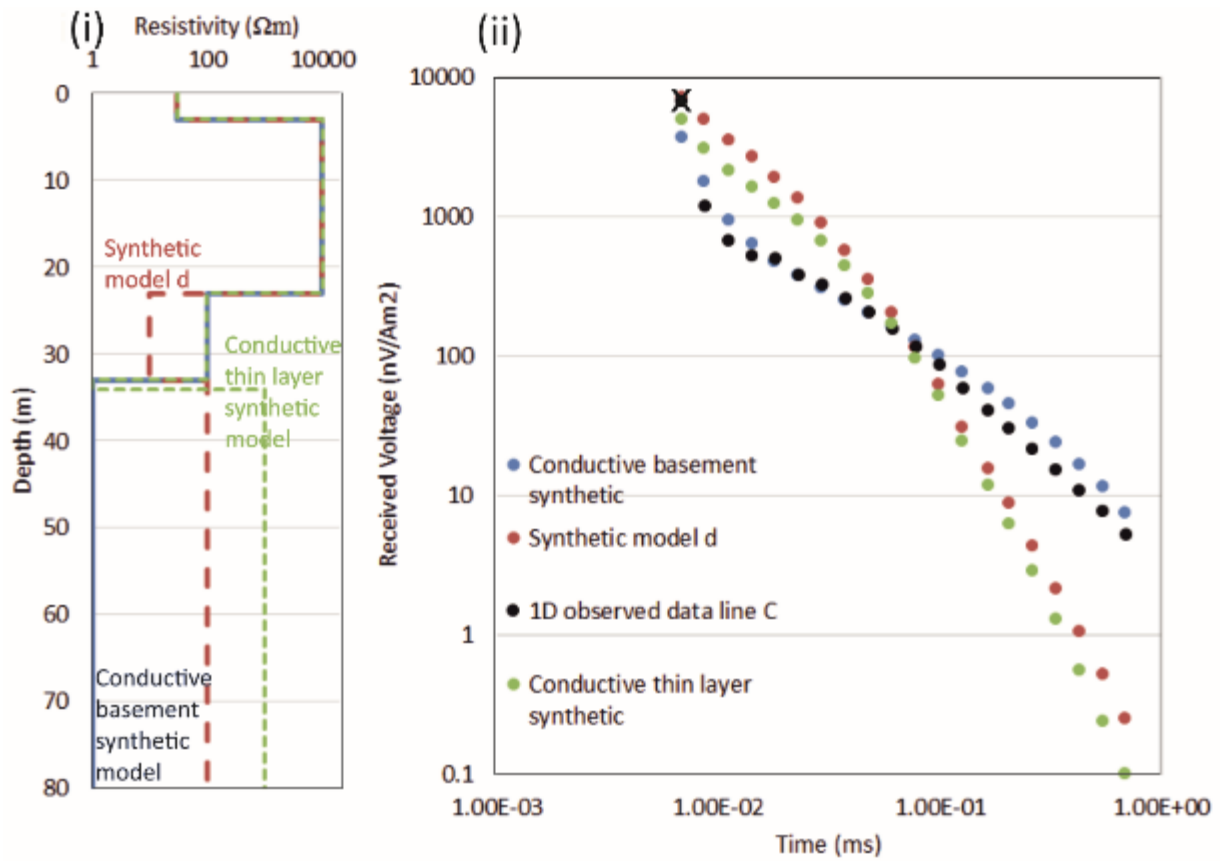 (i)
Resistivity (Ωm)
1 100 10000
0
10
20
30
40
50
60
70
80
Depth (m)
Synthetic
model d
Conductive
thin layer
synthetic
model
Conductive
basement
synthetic
model
(ii)
10000
1000
100
10
1
0.1
Received Voltage (nV/Am2)
Conductive basement
synthetic
Synthetic model d
1D observed data line C
Conductive thin layer
synthetic
1.00E-03 1.00E-02 1.00E-01 1.00E+00
Time (ms)